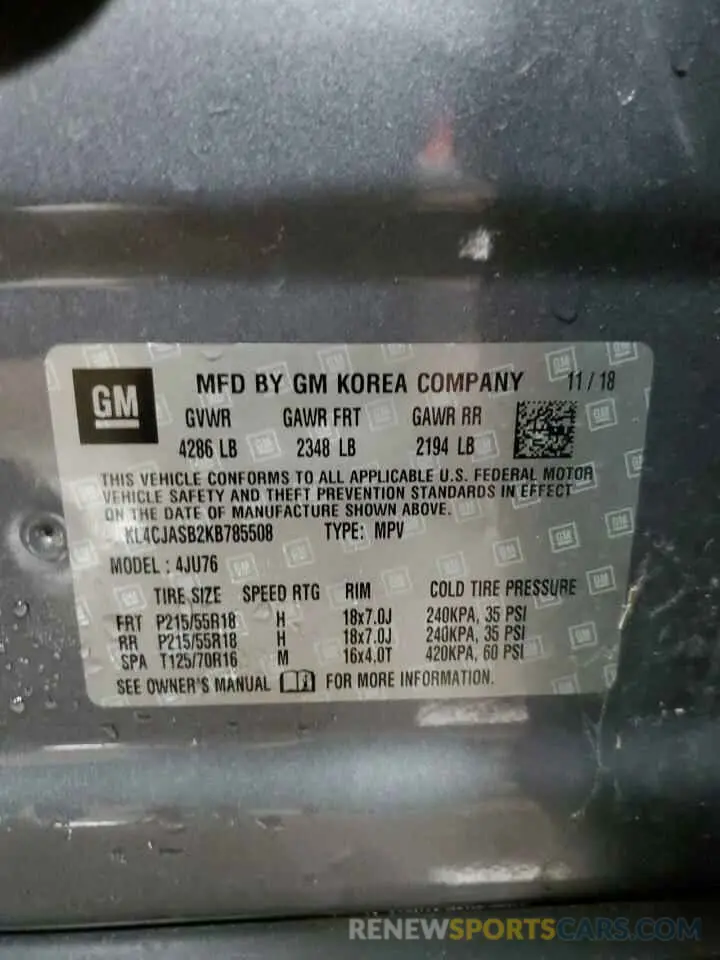 GM
MFD BY GM KOREA COMPANY 11/18
GVWR GAWR FRT GAWR RR
4286 LB 2348 LB 2194 LB
THIS VEHICLE CONFORMS TO ALL APPLICABLE U.S. FEDERAL MOTOR
VEHICLE SAFETY AND THEFT PREVENTION STANDARDS IN EFFECT
ON THE DATE OF MANUFACTURE SHOWN ABOVE.
KL4CJASB2KB785508 TYPE: MPV
MODEL: 4JU76
TIRE SIZE SPEED RTG RIM COLD TIRE PRESSURE
FRT P215/55R18 H 18x7.0J 240KPA, 35 PSI
RR P215/55R18 H 18x7.0J 240KPA, 35 PSI
SPA T125/70R16 M 16x4.0T 420KPA, 60 PSI
SEE OWNER'S MANUAL FOR MORE INFORMATION.
RENEWSPORTSCARS.COM